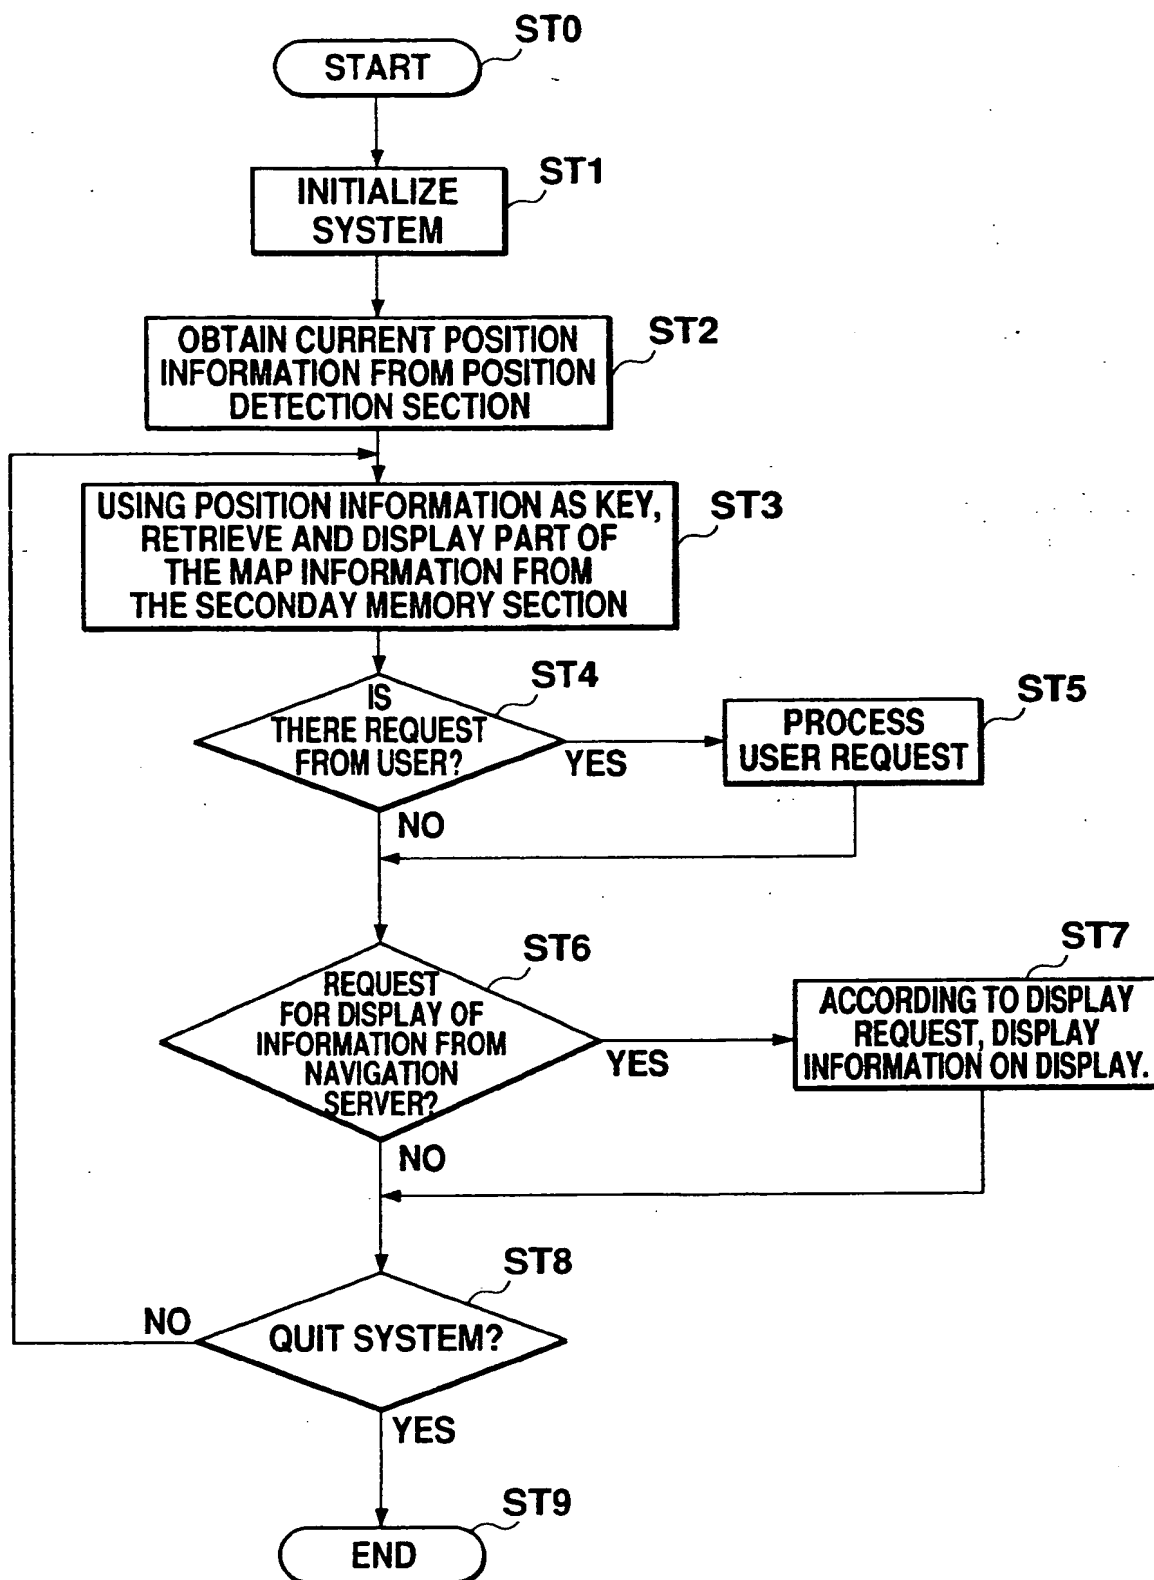 ST0
START
ST1
INITIALIZE
SYSTEM
ST2
OBTAIN CURRENT POSITION
INFORMATION FROM POSITION
DETECTION SECTION
ST3
USING POSITION INFORMATION AS KEY,
RETRIEVE AND DISPLAY PART OF
THE MAP INFORMATION FROM
THE SECONDAY MEMORY SECTION
ST4
IS
THERE REQUEST
FROM USER?
YES
NO
ST5
PROCESS
USER REQUEST
ST6
REQUEST
FOR DISPLAY OF
INFORMATION FROM
NAVIGATION
SERVER?
YES
NO
ST7
ACCORDING TO DISPLAY
REQUEST, DISPLAY
INFORMATION ON DISPLAY.
ST8
QUIT SYSTEM?
NO
YES
ST9
END